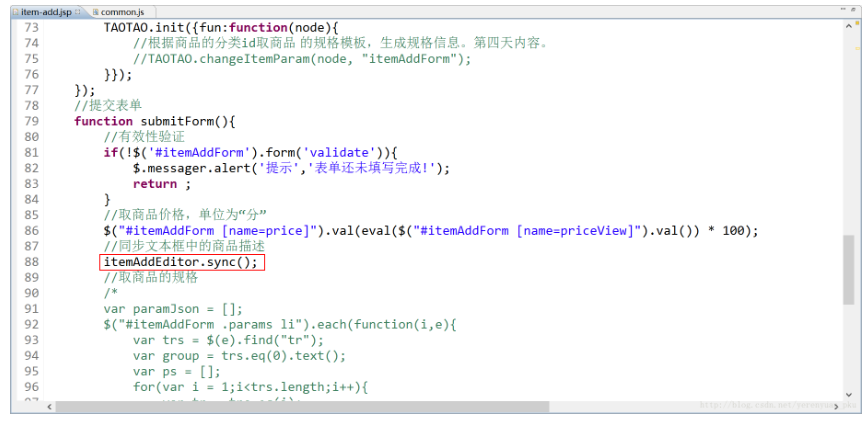 item-add.jsp common.js
73 TAOTAO.init({fun:function(node){
74 //根据商品的分类id取商品 的规格模板，生成规格信息。第四天内容。
75 //TAOTAO.changeItemParam(node, "itemAddForm");
76 }});
77 });
78 //提交表单
79 function submitForm(){
80 //有效性验证
81 if(!$('#itemAddForm').form('validate')){
82 $.messager.alert('提示','表单还未填写完成!');
83 return ;
84 }
85 //取商品价格，单位为“分”
86 $("#itemAddForm [name=price]").val(eval($("#itemAddForm [name=priceView]").val()) * 100);
87 //同步文本框中的商品描述
88 itemAddEditor.sync();
89 //取商品的规格
90 /*
91 var paramJson = [];
92 $("#itemAddForm .params li").each(function(i,e){
93 var trs = $(e).find("tr");
94 var group = trs.eq(0).text();
95 var ps = [];
96 for(var i = 1;i<trs.length;i++){